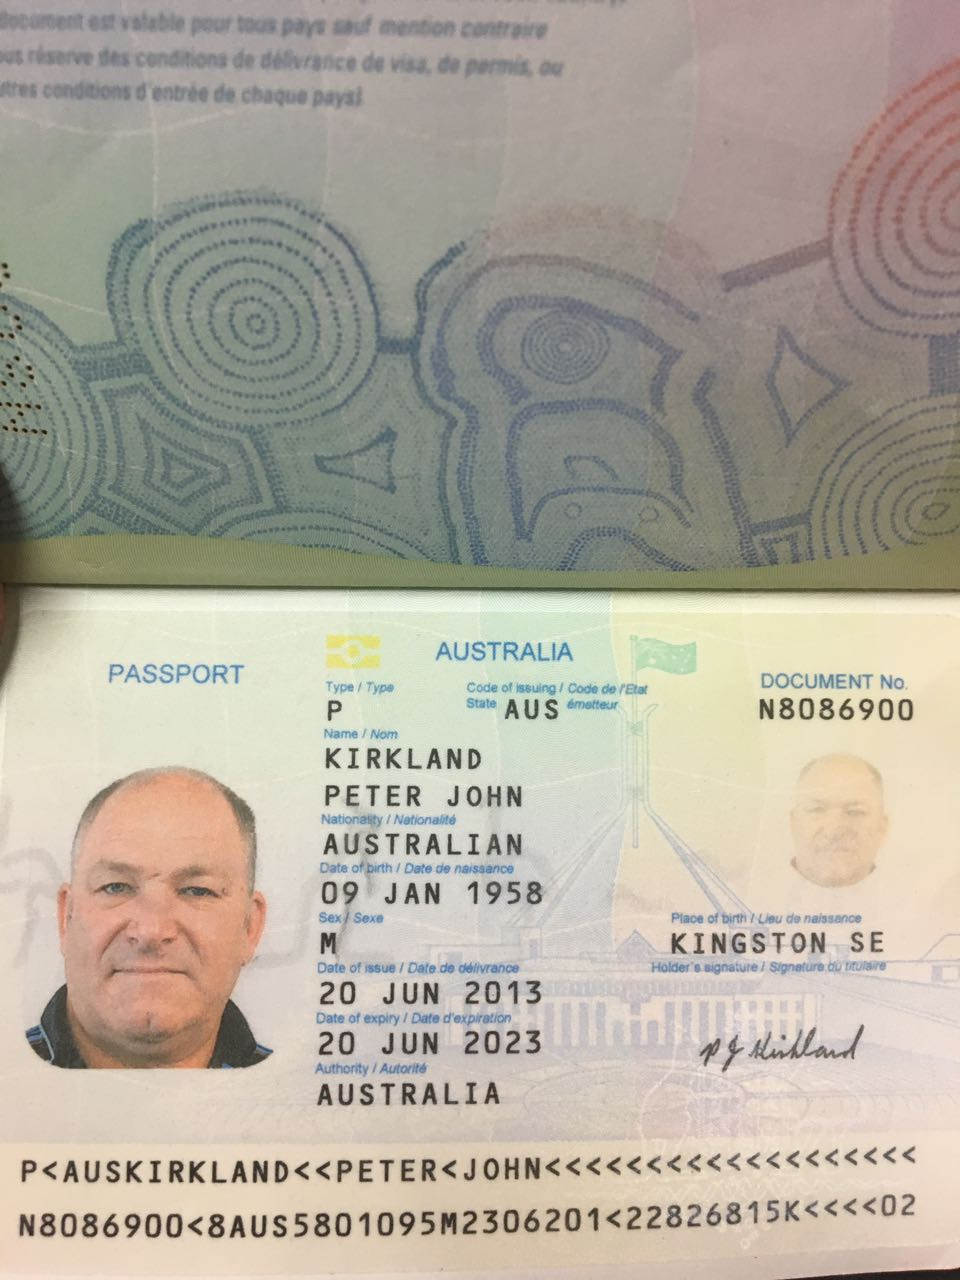 document est valable pour tous pays sauf mention contraire
ous réserve des conditions de délivrance de visa, de permis, ou
utres conditions d'entrée de chaque pays)
PASSPORT
AUSTRALIA
Type / Type
Code of issuing / Code de l'Etat
State émetteur
P
AUS
DOCUMENT No.
N8086900
Name / Nom
KIRKLAND
PETER JOHN
Nationality / Nationalité
AUSTRALIAN
Date of birth / Date de naissance
09 JAN 1958
Sex / Sexe
M
Place of birth / Lieu de naissance
KINGSTON SE
Date of issue / Date de délivrance
20 JUN 2013
Holder's signature / Signature du titulaire
Date of expiry / Date d'expiration
20 JUN 2023
P J Kirkland
Authority / Autorité
AUSTRALIA
P<AUSKIRKLAND<<PETER<JOHN<<<<<<<<<<<<<<<<<<<
N8086900<8AUS5801095M2306201<22826815K<<<<02